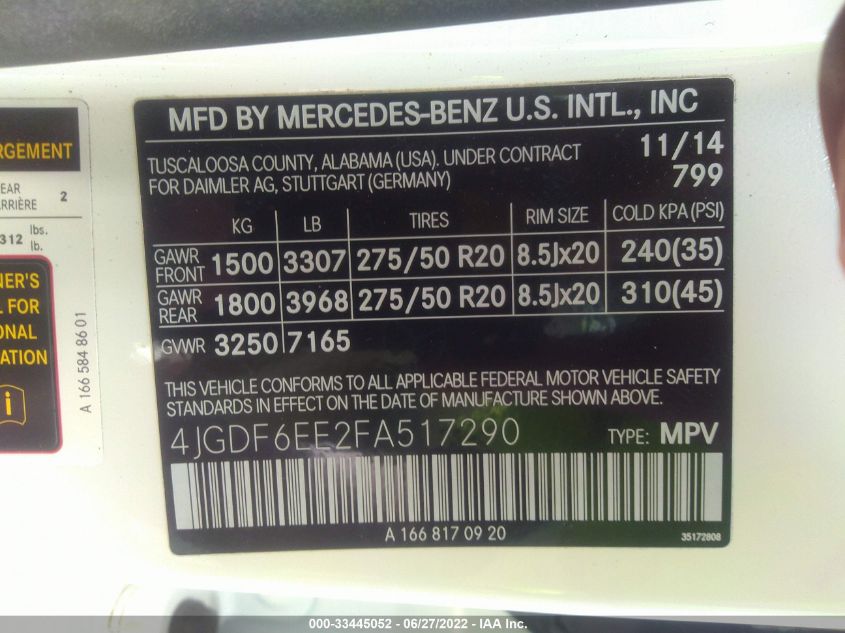 RGEMENT
EAR
ARRIÈRE 2
312 lbs.
lb.
NER'S
L FOR
ONAL
ATION
i
A 166 584 86 01
MFD BY MERCEDES-BENZ U.S. INTL., INC
TUSCALOOSA COUNTY, ALABAMA (USA). UNDER CONTRACT 11/14
FOR DAIMLER AG, STUTTGART (GERMANY) 799
KG LB TIRES RIM SIZE COLD KPA (PSI)
GAWR FRONT 1500 3307 275/50 R20 8.5Jx20 240(35)
GAWR REAR 1800 3968 275/50 R20 8.5Jx20 310(45)
GVWR 3250 7165
THIS VEHICLE CONFORMS TO ALL APPLICABLE FEDERAL MOTOR VEHICLE SAFETY
STANDARDS IN EFFECT ON THE DATE OF MANUFACTURE SHOWN ABOVE.
4JGDF6EE2FA517290 TYPE: MPV
A 166 817 09 20 35172808
000-33445052 - 06/27/2022 - IAA Inc.